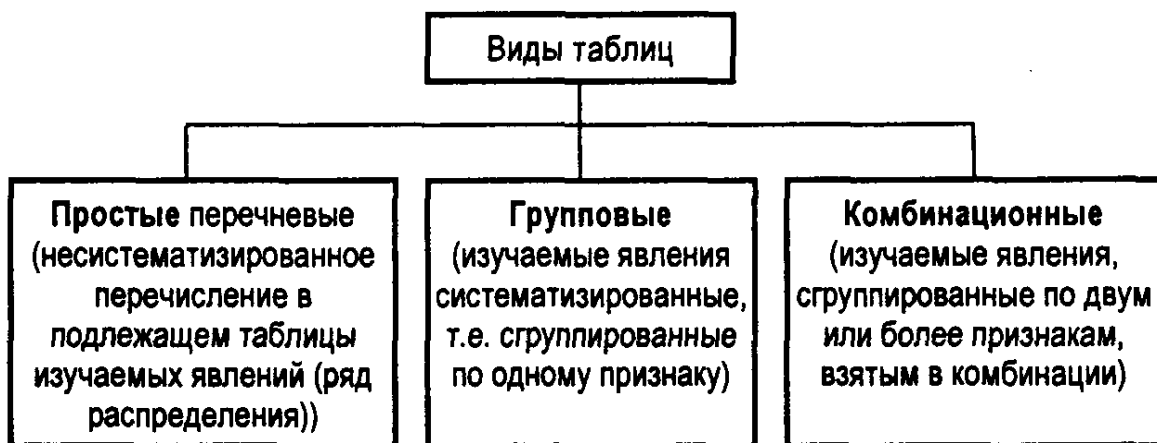 Виды таблиц
Простые перечневые
(несистематизированное
перечисление в
подлежащем таблицы
изучаемых явлений (ряд
распределения))
Групповые
(изучаемые явления
систематизированные,
т.е. сгруппированные
по одному признаку)
Комбинационные
(изучаемые явления,
сгруппированные по двум
или более признакам,
взятым в комбинации)